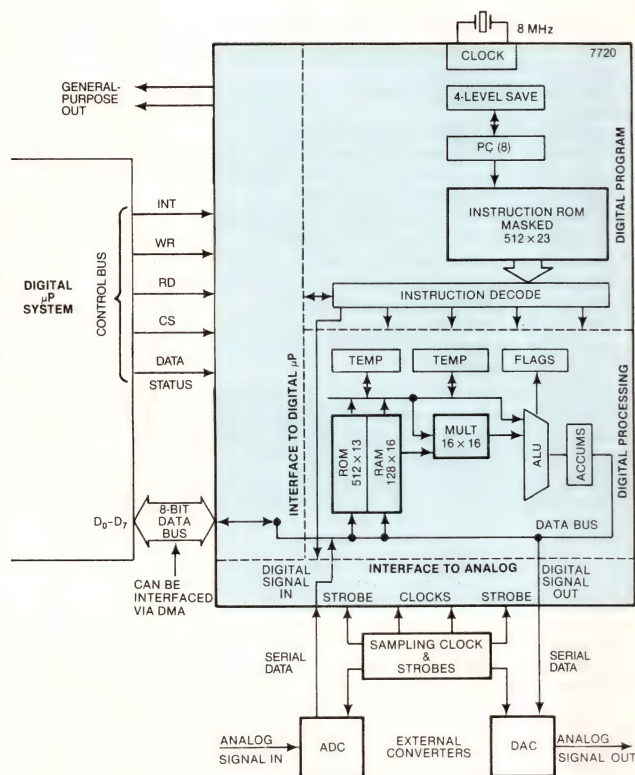 8 MHz
7720
CLOCK
GENERAL-
PURPOSE
OUT
4-LEVEL SAVE
PC (8)
DIGITAL PROGRAM
INSTRUCTION ROM
MASKED
512 × 23
INT
WR
RD
CS
DATA
STATUS
CONTROL BUS
DIGITAL
μP
SYSTEM
INSTRUCTION DECODE
INTERFACE TO DIGITAL μP
TEMP
TEMP
FLAGS
ROM
512 × 13
RAM
128 × 16
MULT
16 × 16
ALU
ACCUMS
DIGITAL PROCESSING
D₀-D₇
8-BIT
DATA
BUS
DATA BUS
CAN BE
INTERFACED
VIA DMA
DIGITAL
SIGNAL
IN
INTERFACE TO ANALOG
DIGITAL
SIGNAL
OUT
STROBE
CLOCKS
STROBE
SERIAL
DATA
SAMPLING CLOCK
&
STROBES
SERIAL
DATA
ANALOG
SIGNAL IN
ADC
EXTERNAL
CONVERTERS
DAC
ANALOG
SIGNAL OUT